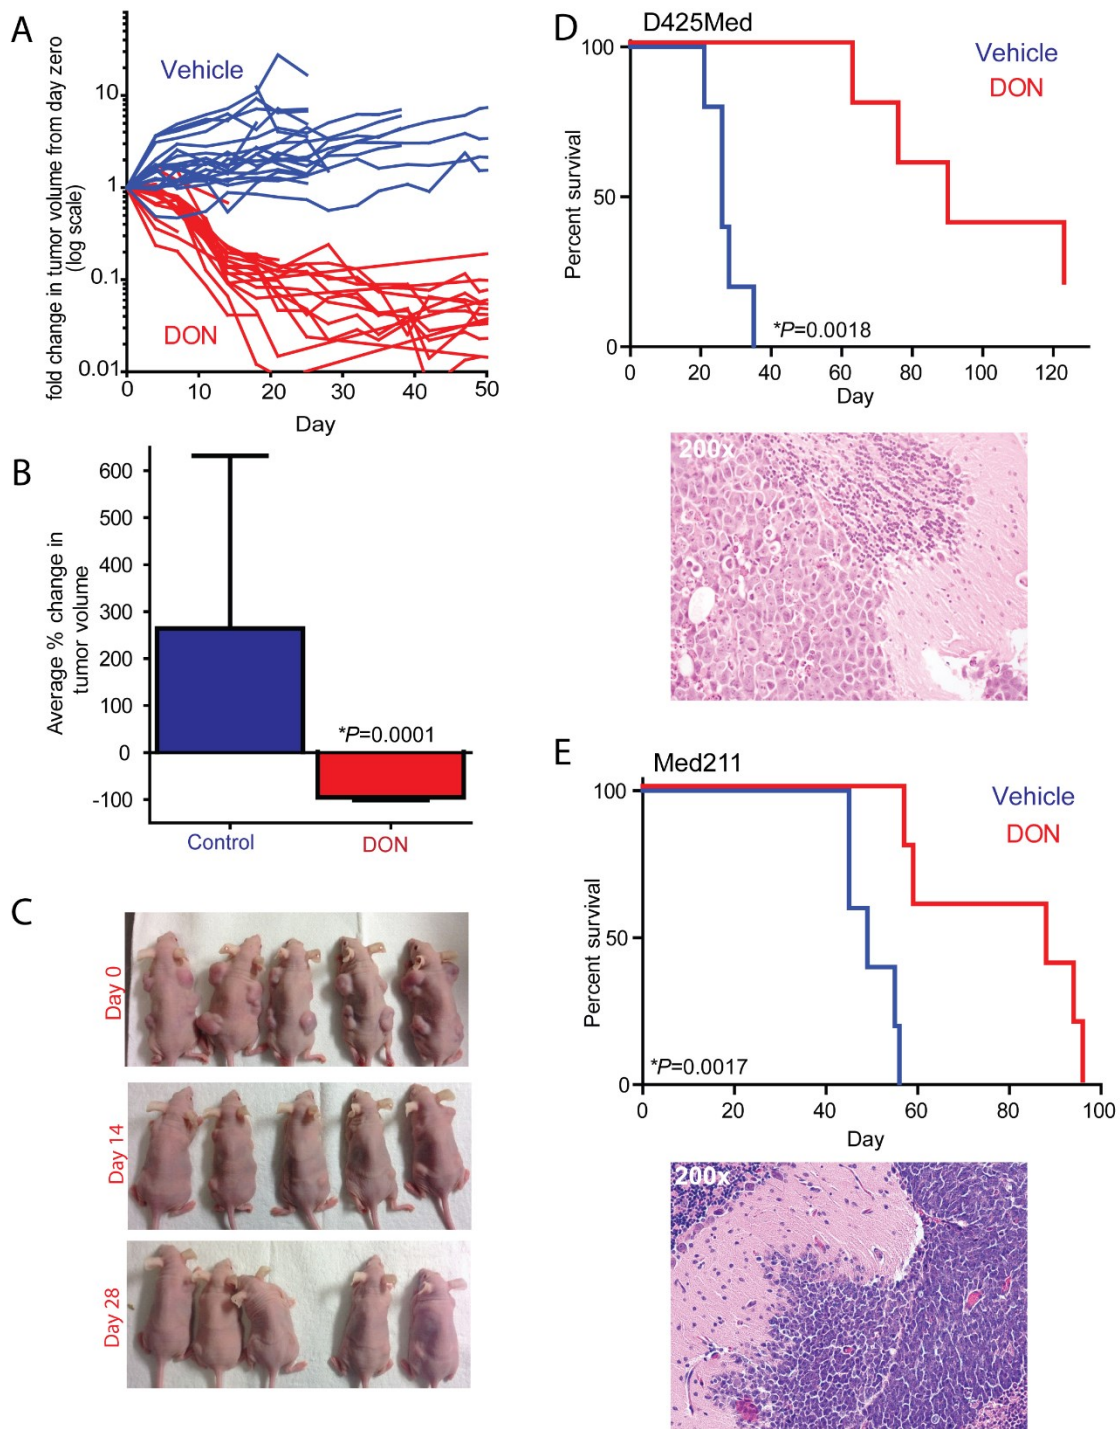 A
fold change in tumor volume from day zero
(log scale)
10
1
0.1
0.01
Vehicle
DON
0
10
20
30
40
50
Day
B
Average % change in
tumor volume
600
500
400
300
200
100
0
-100
*P=0.0001
Control
DON
C
Day 0
Day 14
Day 28
D
D425Med
Vehicle
DON
Percent survival
100
50
0
*P=0.0018
0
20
40
60
80
100
120
Day
200x
E
Med211
Vehicle
DON
Percent survival
100
50
0
*P=0.0017
0
20
40
60
80
100
Day
200x